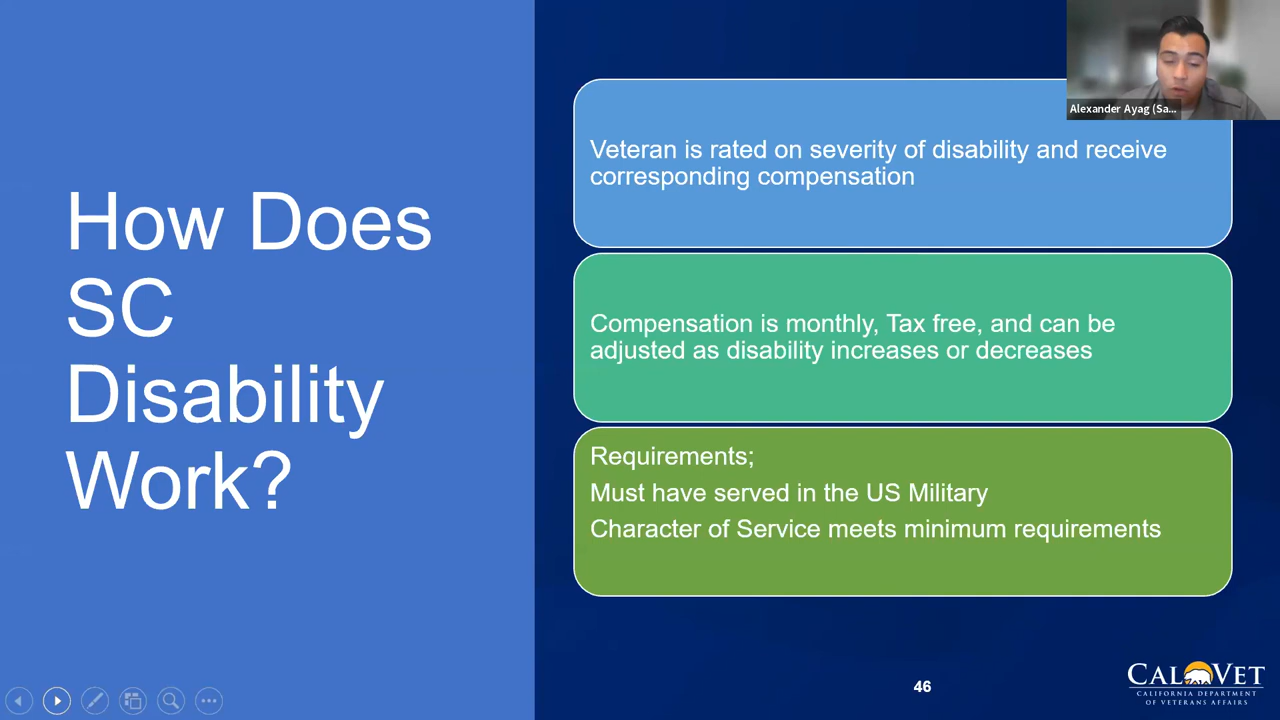 How Does
SC
Disability
Work?
Alexander Ayag (Sa...
Veteran is rated on severity of disability and receive
corresponding compensation
Compensation is monthly, Tax free, and can be
adjusted as disability increases or decreases
Requirements;
Must have served in the US Military
Character of Service meets minimum requirements
46
CALVET
CALIFORNIA DEPARTMENT
OF VETERANS AFFAIRS